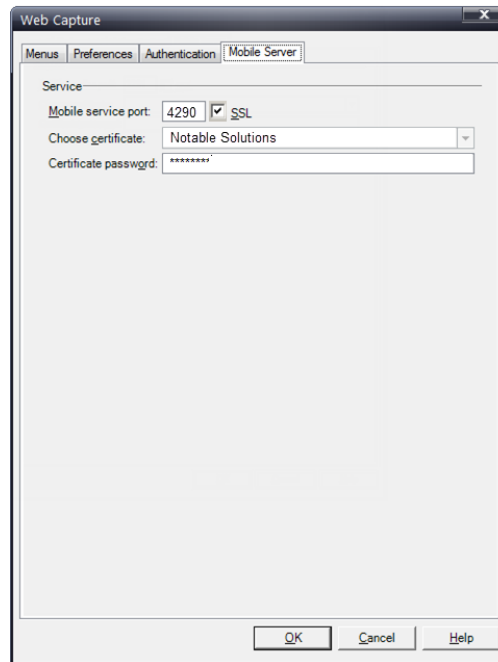 Web Capture x
Menus Preferences Authentication Mobile Server
Service
Mobile service port: 4290 SSL
Choose certificate: Notable Solutions
Certificate password: ********
OK Cancel Help